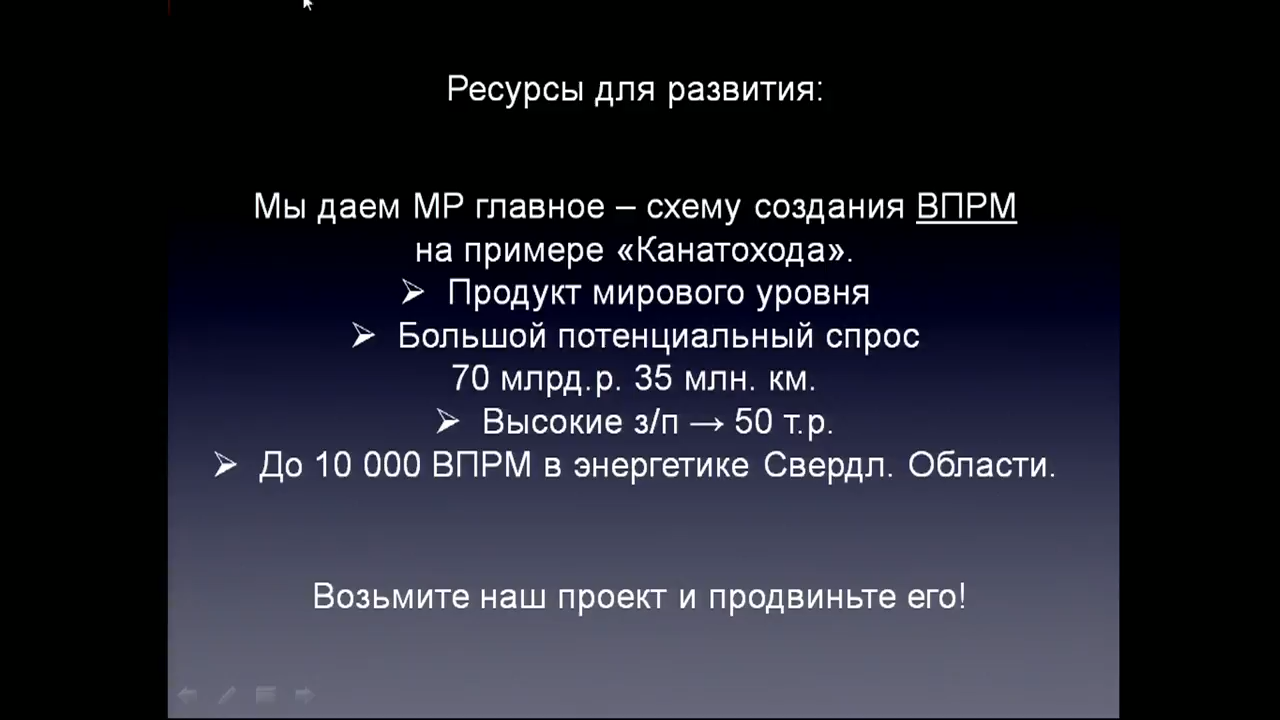 Ресурсы для развития:
Мы даем МР главное – схему создания ВПРМ
на примере «Канатохода».
➢ Продукт мирового уровня
➢ Большой потенциальный спрос
70 млрд.р. 35 млн. км.
➢ Высокие з/п → 50 т.р.
➢ До 10 000 ВПРМ в энергетике Свердл. Области.
Возьмите наш проект и продвиньте его!